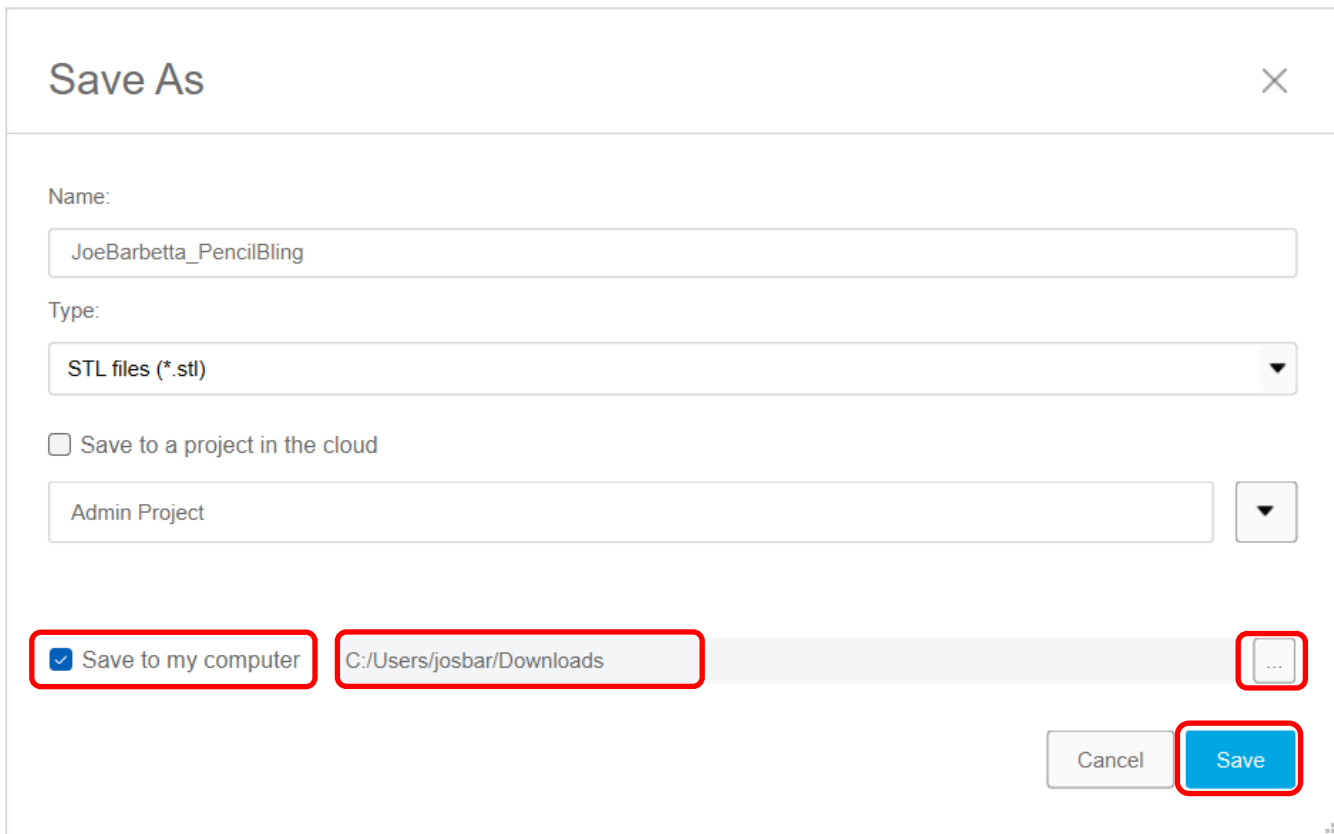 Save As
Name:
JoeBarbetta_PencilBling
Type:
STL files (*.stl)
Save to a project in the cloud
Admin Project
Save to my computer C:/Users/josbar/Downloads ...
Cancel Save